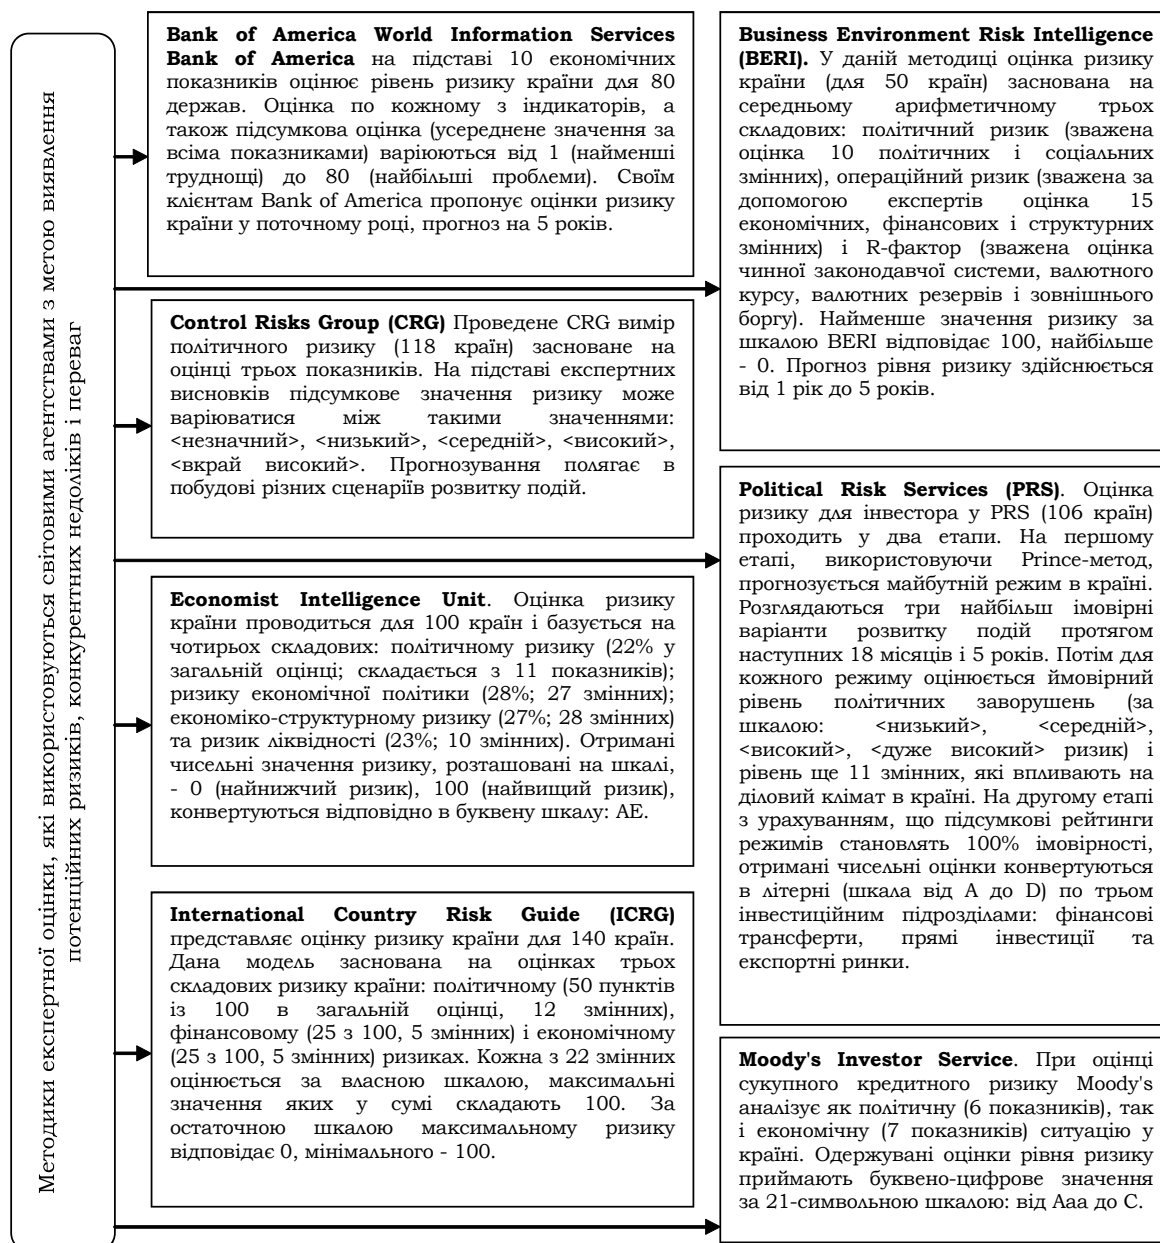 Методики експертної оцінки, які використовуються світовими агентствами з метою виявлення
потенційних ризиків, конкурентних недоліків і переваг
Bank of America World Information Services
Bank of America на підставі 10 економічних
показників оцінює рівень ризику країни для 80
держав. Оцінка по кожному з індикаторів, а
також підсумкова оцінка (усереднене значення за
всіма показниками) варіюються від 1 (найменші
труднощі) до 80 (найбільші проблеми). Своїм
клієнтам Bank of America пропонує оцінки ризику
країни у поточному році, прогноз на 5 років.
Control Risks Group (CRG) Проведене CRG вимір
політичного ризику (118 країн) засноване на
оцінці трьох показників. На підставі експертних
висновків підсумкове значення ризику може
варіюватися між такими значеннями:
<незначний>, <низький>, <середній>, <високий>,
<вкрай високий>. Прогнозування полягає в
побудові різних сценаріїв розвитку подій.
Economist Intelligence Unit. Оцінка ризику
країни проводиться для 100 країн і базується на
чотирьох складових: політичному ризику (22% у
загальній оцінці; складається з 11 показників);
ризику економічної політики (28%; 27 змінних);
економіко-структурному ризику (27%; 28 змінних)
та ризик ліквідності (23%; 10 змінних). Отримані
чисельні значення ризику, розташовані на шкалі,
- 0 (найнижчий ризик), 100 (найвищий ризик),
конвертуються відповідно в буквену шкалу: AE.
International Country Risk Guide (ICRG)
представляє оцінку ризику країни для 140 країн.
Дана модель заснована на оцінках трьох
складових ризику країни: політичному (50 пунктів
із 100 в загальній оцінці, 12 змінних),
фінансовому (25 з 100, 5 змінних) і економічному
(25 з 100, 5 змінних) ризиках. Кожна з 22 змінних
оцінюється за власною шкалою, максимальні
значення яких у сумі складають 100. За
остаточною шкалою максимальному ризику
відповідає 0, мінімального - 100.
Business Environment Risk Intelligence
(BERI). У даній методиці оцінка ризику
країни (для 50 країн) заснована на
середньому арифметичному трьох
складових: політичний ризик (зважена
оцінка 10 політичних і соціальних
змінних), операційний ризик (зважена за
допомогою експертів оцінка 15
економічних, фінансових і структурних
змінних) і R-фактор (зважена оцінка
чинної законодавчої системи, валютного
курсу, валютних резервів і зовнішнього
боргу). Найменше значення ризику за
шкалою BERI відповідає 100, найбільше
- 0. Прогноз рівня ризику здійснюється
від 1 рік до 5 років.
Political Risk Services (PRS). Оцінка
ризику для інвестора у PRS (106 країн)
проходить у два етапи. На першому
етапі, використовуючи Prince-метод,
прогнозується майбутній режим в країні.
Розглядаються три найбільш імовірні
варіанти розвитку подій протягом
наступних 18 місяців і 5 років. Потім для
кожного режиму оцінюється ймовірний
рівень політичних заворушень (за
шкалою: <низький>, <середній>,
<високий>, <дуже високий> ризик) і
рівень ще 11 змінних, які впливають на
діловий клімат в країні. На другому етапі
з урахуванням, що підсумкові рейтинги
режимів становлять 100% імовірності,
отримані чисельні оцінки конвертуються
в літерні (шкала від A до D) по трьом
інвестиційним підрозділами: фінансові
трансферти, прямі інвестиції та
експортні ринки.
Moody's Investor Service. При оцінці
сукупного кредитного ризику Moody's
аналізує як політичну (6 показників), так
і економічну (7 показників) ситуацію у
країні. Одержувані оцінки рівня ризику
приймають буквено-цифрове значення
за 21-символьною шкалою: від Aaa до C.